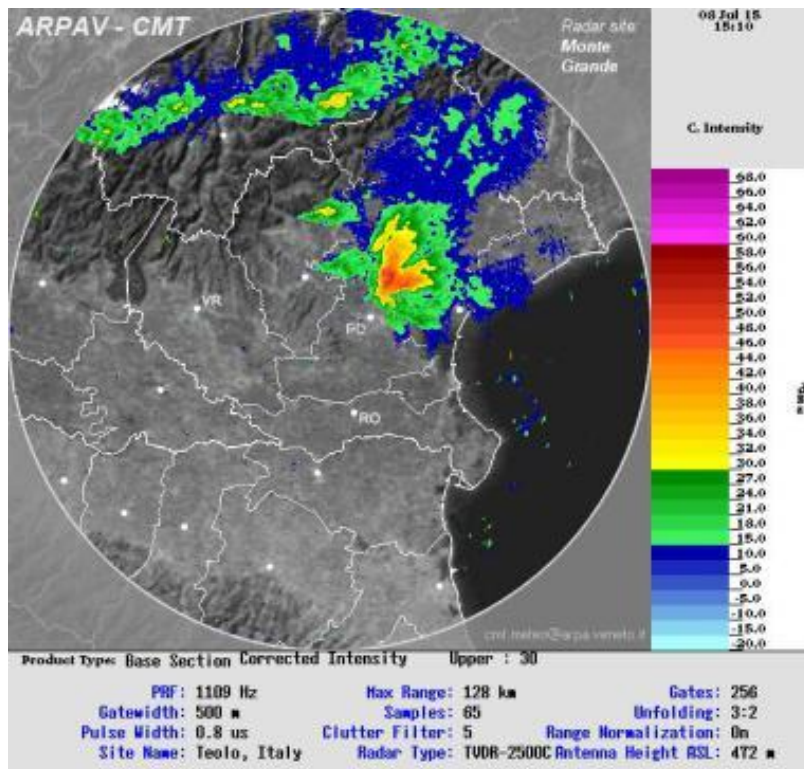 ARPAV - CMT
Radar site
Monte
Grande
08 Jul 15
15:10
C. Intensity
68.0
66.0
64.0
62.0
60.0
58.0
56.0
54.0
52.0
50.0
48.0
46.0
44.0
42.0
40.0
38.0
36.0
34.0
32.0
30.0
27.0
24.0
21.0
18.0
15.0
10.0
5.0
0.0
-5.0
-10.0
-15.0
-20.0
VR
PD
RO
cmt.meteo@arpa.veneto.it
Product Type: Base Section Corrected Intensity Upper : 30
PRF: 1109 Hz Max Range: 128 km Gates: 256
Gatewidth: 500 m Samples: 65 Unfolding: 3:2
Pulse Width: 0.8 us Clutter Filter: 5 Range Normalization: On
Site Name: Teolo, Italy Radar Type: TVDR-2500C Antenna Height ASL: 472 m